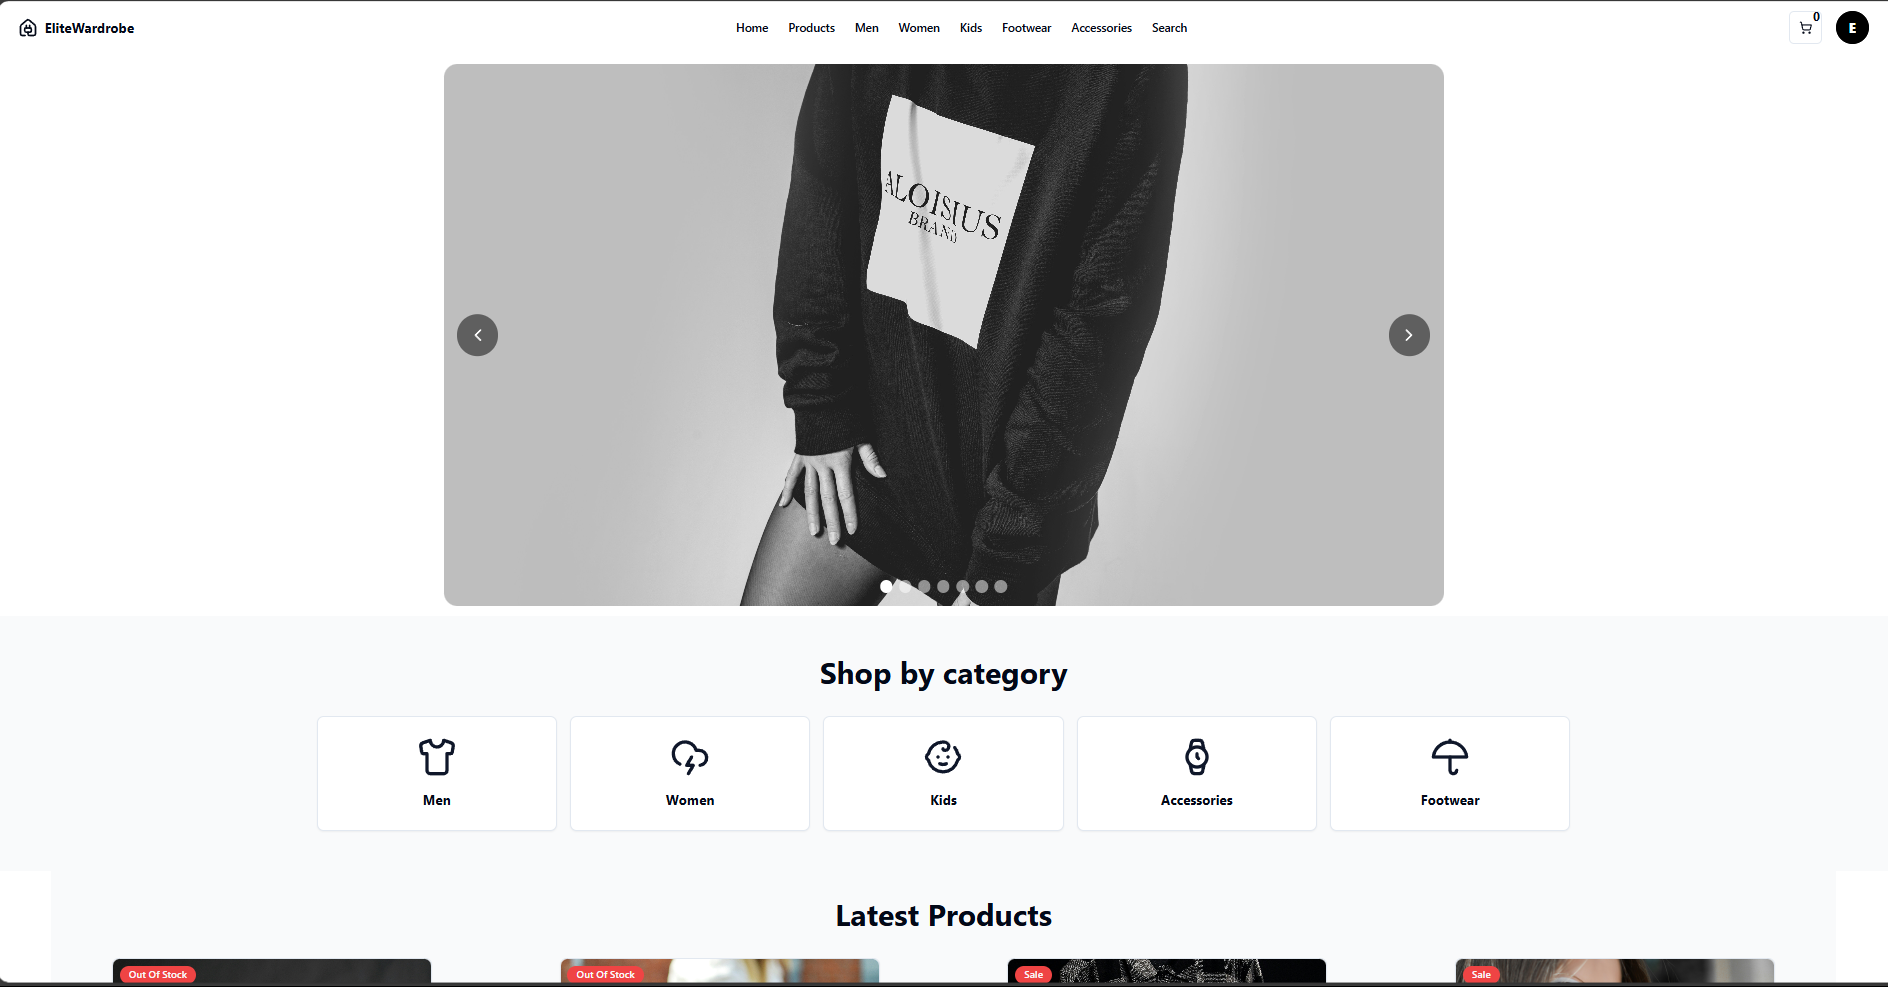 EliteWardrobe
Home Products Men Women Kids Footwear Accessories Search
0
E
ALOISIUS
BRAND
Shop by category
Men Women Kids Accessories Footwear
Latest Products
Out Of Stock Out Of Stock Sale Sale